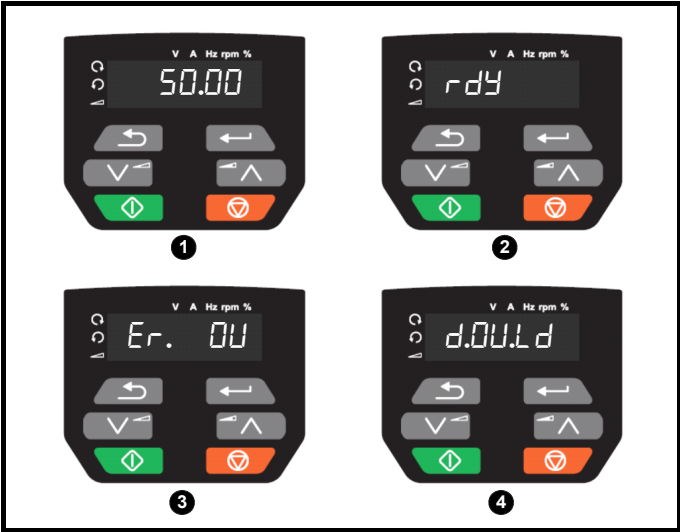 V A Hz rpm %
50.00
1
V A Hz rpm %
rdy
2
V A Hz rpm %
Er. OU
3
V A Hz rpm %
d.OU.Ld
4